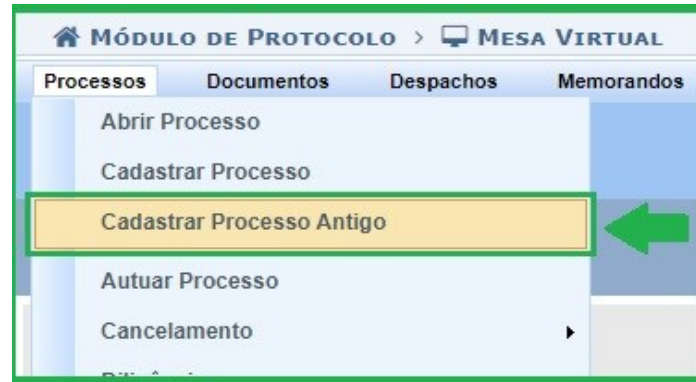 MÓDULO DE PROTOCOLO > MESA VIRTUAL
Processos Documentos Despachos Memorandos
Abrir Processo
Cadastrar Processo
Cadastrar Processo Antigo
Autuar Processo
Cancelamento